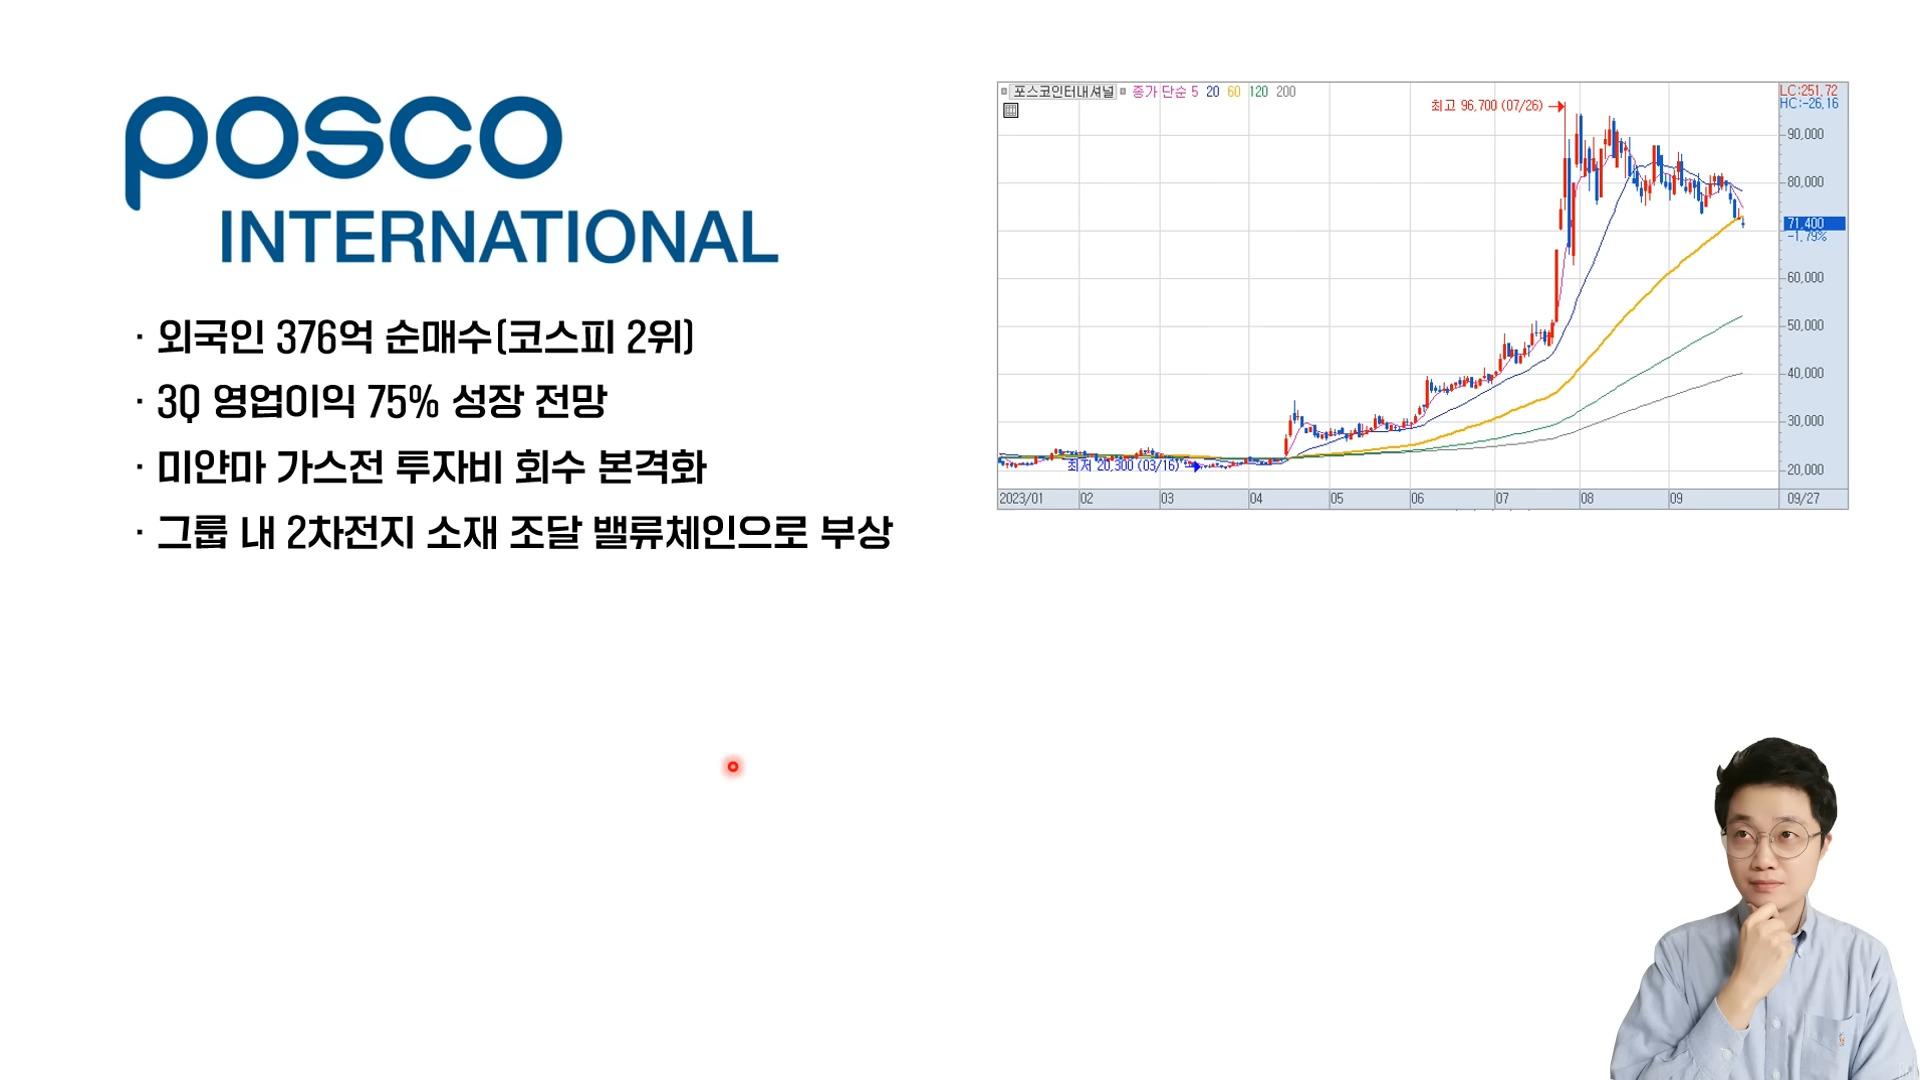 posco
INTERNATIONAL
· 외국인 376억 순매수(코스피 2위)
· 3Q 영업이익 75% 성장 전망
· 미얀마 가스전 투자비 회수 본격화
· 그룹 내 2차전지 소재 조달 밸류체인으로 부상
포스코인터내셔널 종가 단순 5 20 60 120 200
LC:251.72
HC:-26.16
최고 96,700 (07/26)
90,000
80,000
71,400
-1.79%
60,000
50,000
40,000
30,000
최저 20,300 (03/16)
20,000
2023/01 02 03 04 05 06 07 08 09 09/27